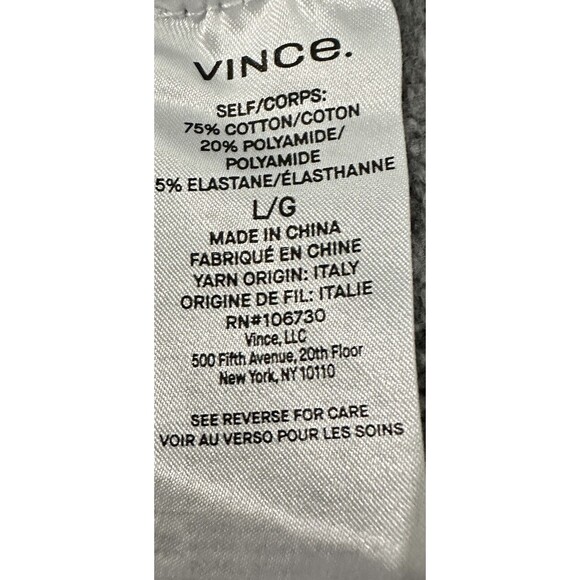 VINCE.
SELF/CORPS:
75% COTTON/COTON
20% POLYAMIDE/
POLYAMIDE
5% ELASTANE/ÉLASTHANNE
L/G
MADE IN CHINA
FABRIQUÉ EN CHINE
YARN ORIGIN: ITALY
ORIGINE DE FIL: ITALIE
RN#106730
Vince, LLC
500 Fifth Avenue, 20th Floor
New York, NY 10110
SEE REVERSE FOR CARE
VOIR AU VERSO POUR LES SOINS